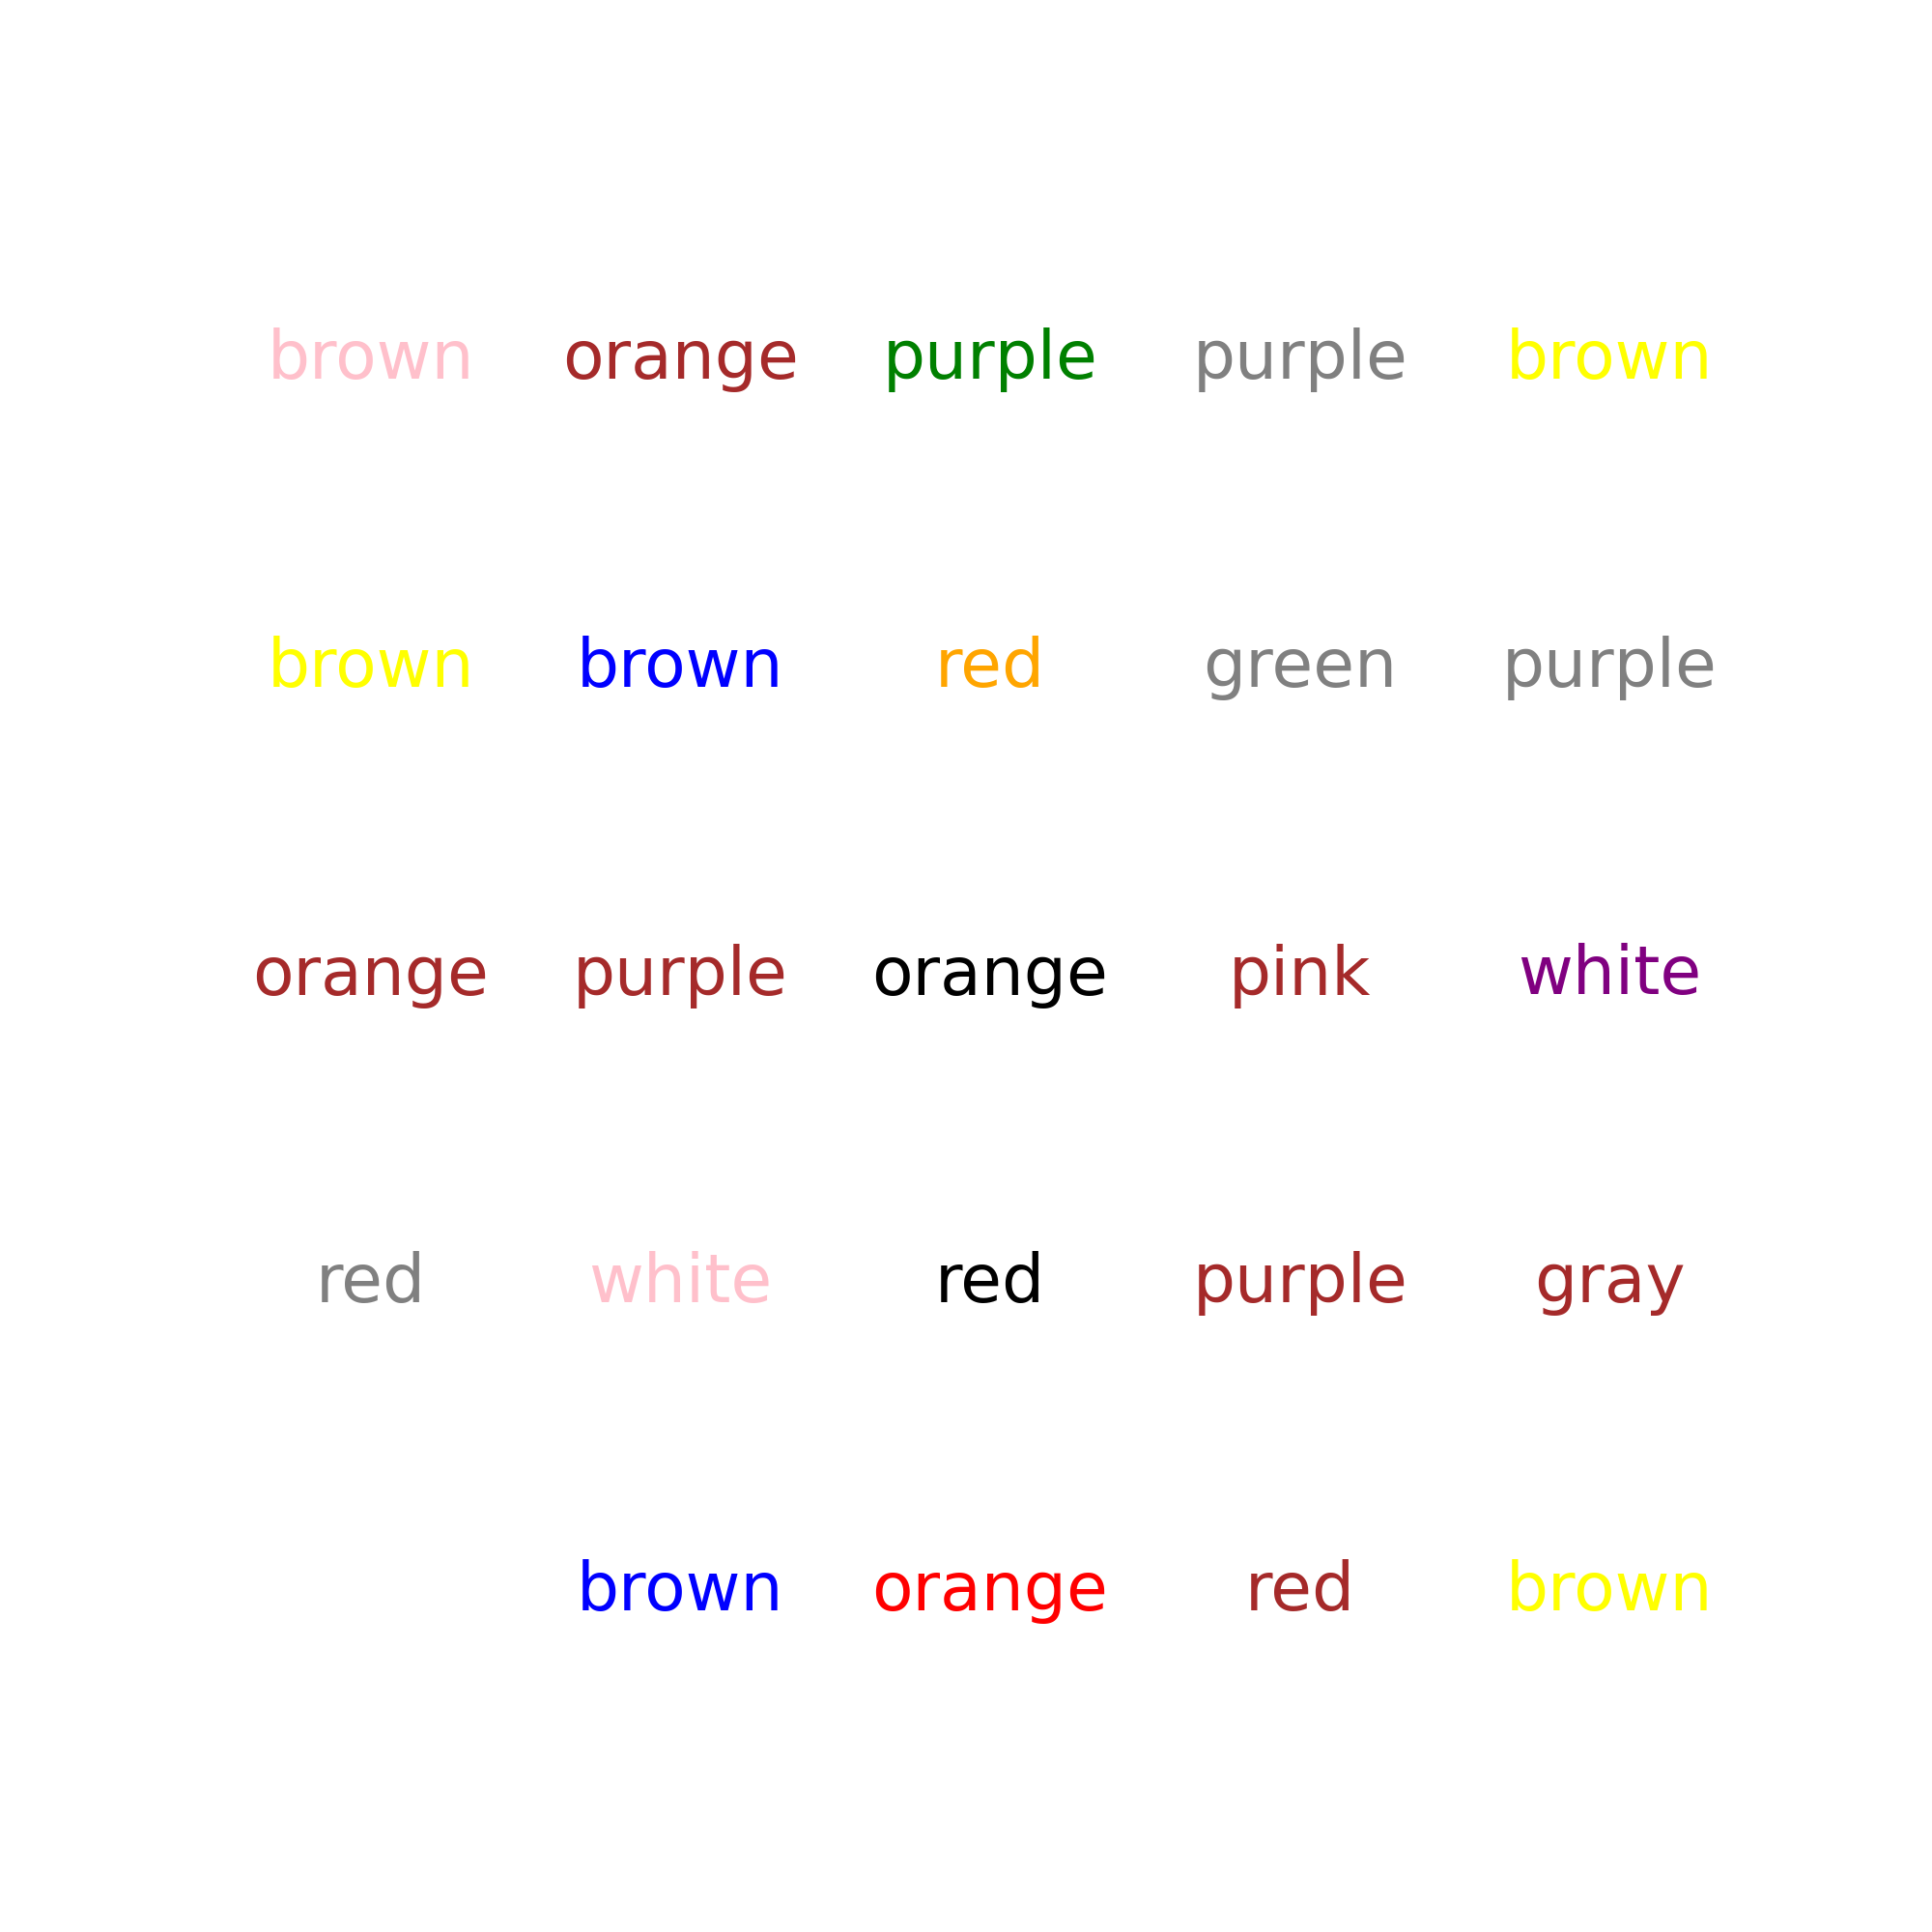 brown orange purple purple brown
brown brown red green purple
orange purple orange pink white
red white red purple gray
brown orange red brown